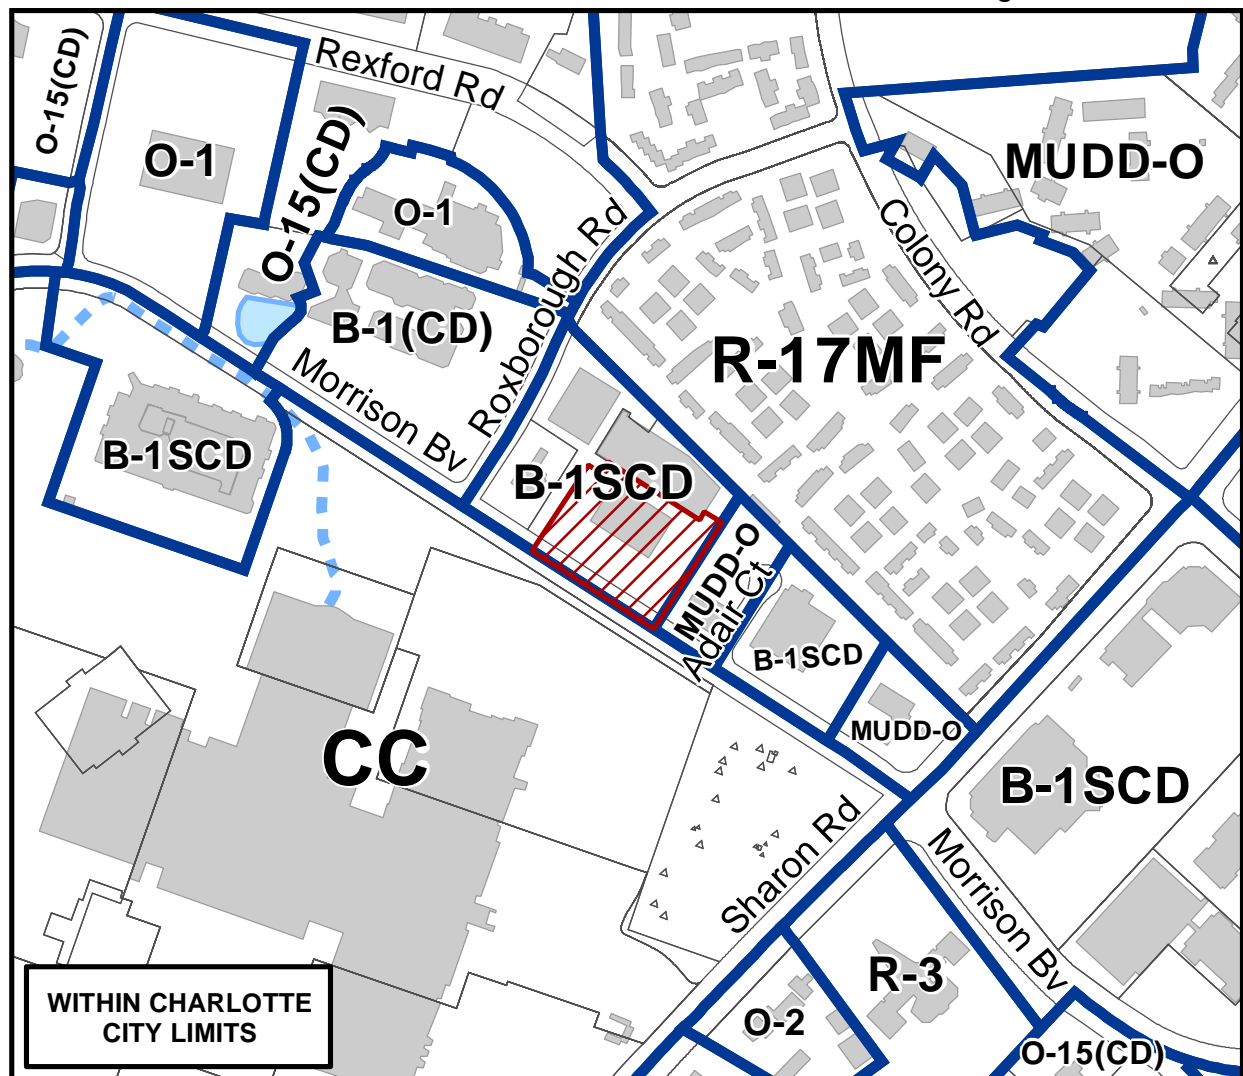 O-15(CD)
Rexford Rd
O-1
O-15(CD)
MUDD-O
O-1
Colony Rd
Roxborough Rd
B-1(CD)
R-17MF
Morrison Bv
B-1SCD
B-1SCD
MUDD-O
Adair Ct
B-1SCD
MUDD-O
CC
B-1SCD
Sharon Rd
Morrison Bv
R-3
O-2
O-15(CD)
WITHIN CHARLOTTE
CITY LIMITS